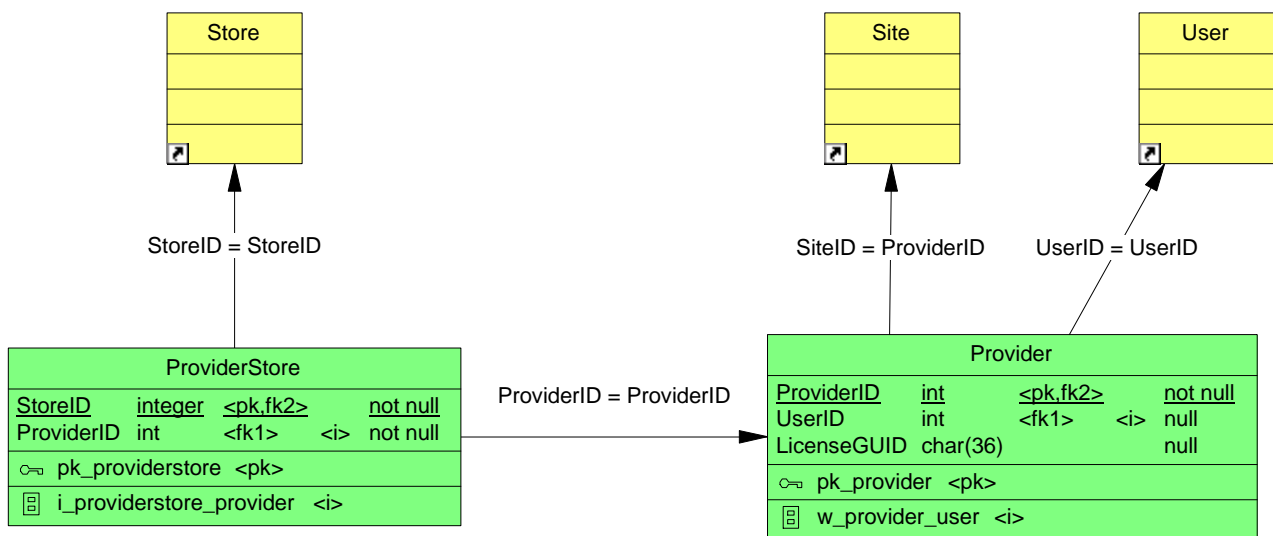 Store
Site
User
StoreID = StoreID
SiteID = ProviderID
UserID = UserID
ProviderStore
StoreID integer <pk,fk2> not null
ProviderID int <fk1> <i> not null
pk_providerstore <pk>
i_providerstore_provider <i>
ProviderID = ProviderID
Provider
ProviderID int <pk,fk2> not null
UserID int <fk1> <i> null
LicenseGUID char(36) null
pk_provider <pk>
w_provider_user <i>